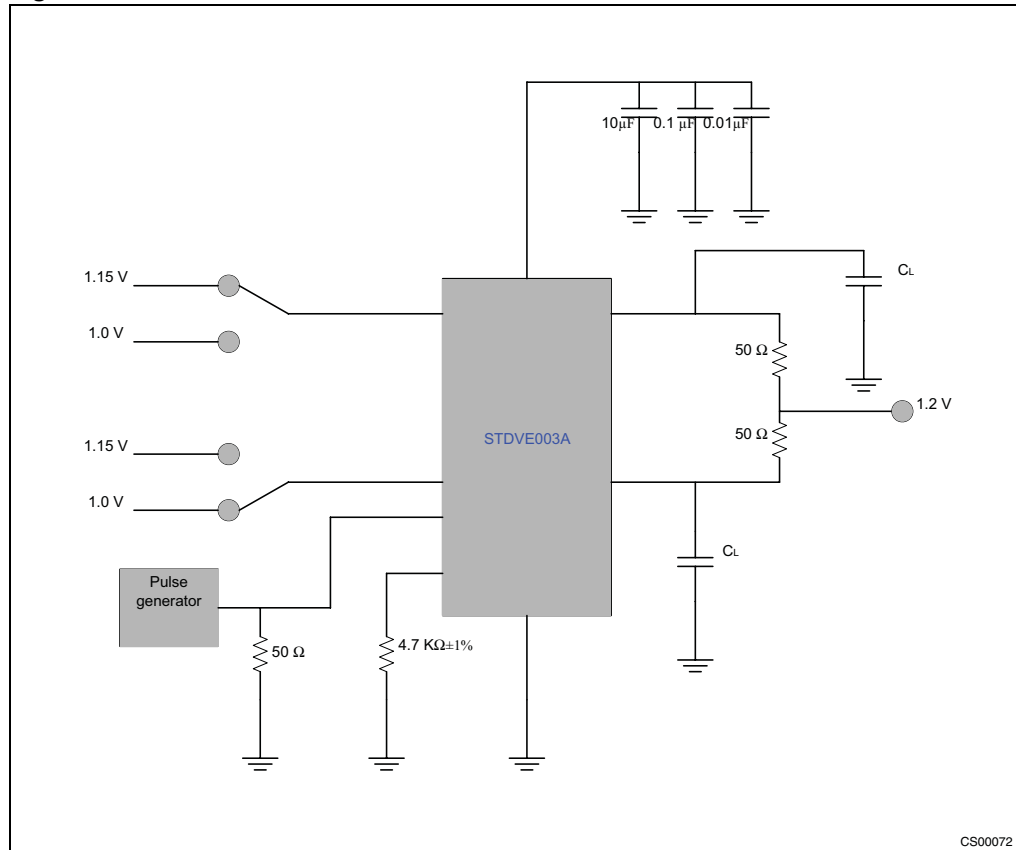 10µF 0.1 µF 0.01µF
1.15 V
CL
1.0 V
50 Ω
1.2 V
1.15 V
50 Ω
STDVE003A
1.0 V
CL
Pulse
generator
50 Ω
4.7 KΩ±1%
CS00072